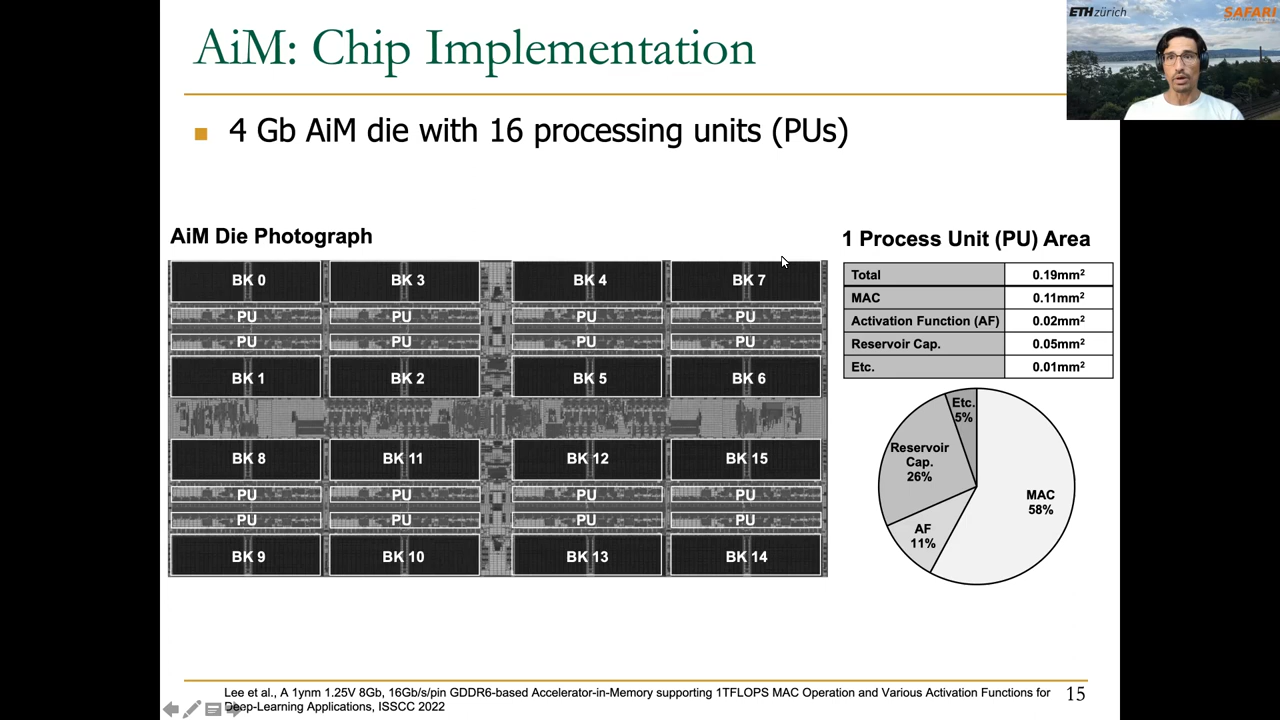 AiM: Chip Implementation
ETHzürich
SAFARI
4 Gb AiM die with 16 processing units (PUs)
AiM Die Photograph
BK 0 BK 3 BK 4 BK 7
PU PU PU PU
PU PU PU PU
BK 1 BK 2 BK 5 BK 6
BK 8 BK 11 BK 12 BK 15
PU PU PU PU
PU PU PU PU
BK 9 BK 10 BK 13 BK 14
1 Process Unit (PU) Area
Total 0.19mm²
MAC 0.11mm²
Activation Function (AF) 0.02mm²
Reservoir Cap. 0.05mm²
Etc. 0.01mm²
Etc.
5%
Reservoir
Cap.
26%
MAC
58%
AF
11%
Lee et al., A 1ynm 1.25V 8Gb, 16Gb/s/pin GDDR6-based Accelerator-in-Memory supporting 1TFLOPS MAC Operation and Various Activation Functions for
Deep-Learning Applications, ISSCC 2022
15